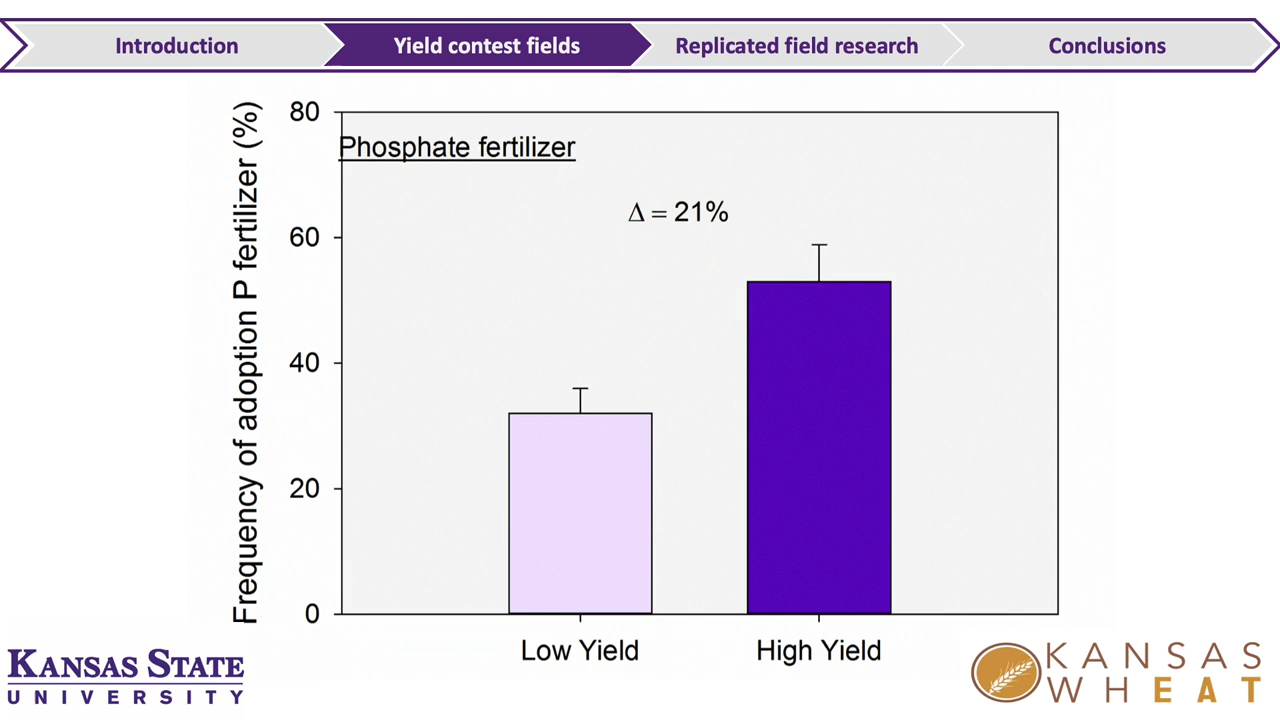 Introduction
Yield contest fields
Replicated field research
Conclusions
Phosphate fertilizer
Δ = 21%
Frequency of adoption P fertilizer (%)
80
60
40
20
0
Low Yield
High Yield
KANSAS STATE
UNIVERSITY
KANSAS
WHEAT